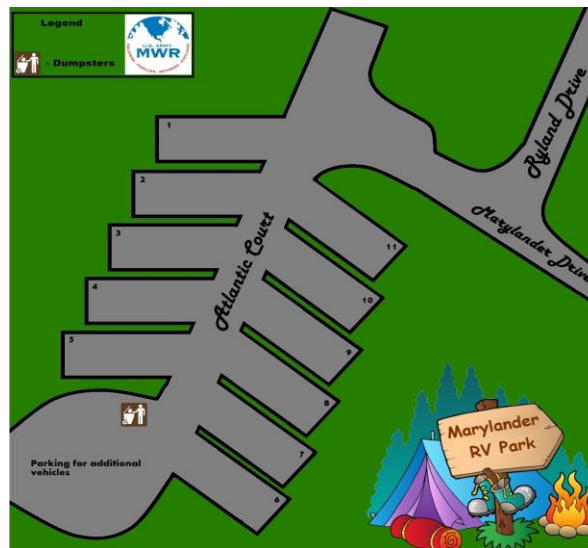 Legend
U.S. ARMY
MWR
- Dumpsters
Ryland Drive
Marylander Drive
Atlantic Court
1
2
3
4
5
11
10
9
8
7
6
Parking for additional
vehicles
Marylander
RV Park